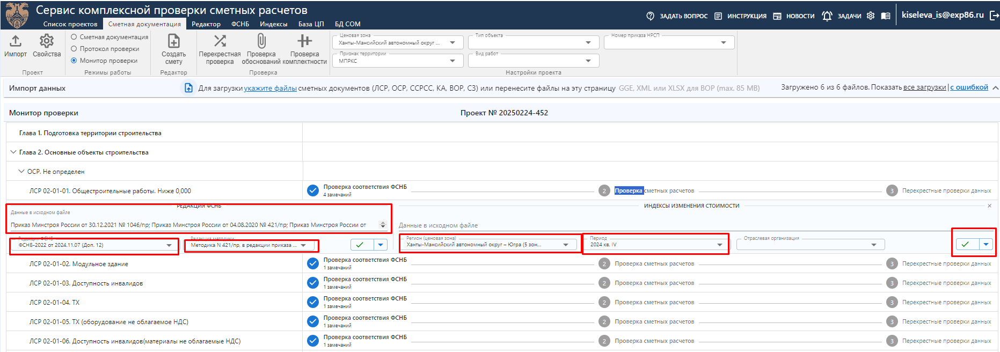 Сервис комплексной проверки сметных расчетов
ЗАДАТЬ ВОПРОС ИНСТРУКЦИЯ НОВОСТИ ЗАДАЧИ kiseleva_is@exp86.ru
Список проектов Сметная документация Редактор ФСНБ Индексы База ЦП БД СОМ
Импорт
Свойства
Проект
Сметная документация
Протокол проверки
Монитор проверки
Режимы работы
Создать
смету
Редактор
Перекрестная
проверка
Проверка
обоснований
Проверка
комплектности
Проверка
Ценовая зона
Ханты-Мансийский автономный округ ...
Признак территории
МПРКС
Тип объекта
Вид работ
Номер приказа НРСП
Настройки проекта
Импорт данных
Для загрузки укажите файлы сметных документов (ЛСР, ОСР, ССРСС, КА, ВОР, СЗ) или перенесите файлы на эту страницу GGE, XML или XLSX для ВОР (max. 85 MB)
Загружено 6 из 6 файлов. Показать все загрузки | с ошибкой
Монитор проверки
Проект № 20250224-452
Глава 1. Подготовка территории строительства
Глава 2. Основные объекты строительства
ОСР. Не определен
ЛСР 02-01-01. Общестроительные работы. Ниже 0,000
Проверка соответствия ФСНБ
4 замечаний
2 Проверка сметных расчетов
3 Перекрестные проверки данных
РЕДАКЦИЯ ФСНБ
Данные в исходном файле
Приказ Минстроя России от 30.12.2021 № 1046/пр; Приказ Минстроя России от 04.08.2020 № 421/пр; Приказ Минстроя России от
Редакция ФСНБ
ФСНБ-2022 от 2024.11.07 (Доп. 12)
Редакция методики
Методика N 421/пр, в редакции приказа ...
ИНДЕКСЫ ИЗМЕНЕНИЯ СТОИМОСТИ
Данные в исходном файле
Регион (ценовая зона)
Ханты-Мансийский автономный округ – Югра (5 зон...
Период
2024 кв. IV
Отраслевая организация
ЛСР 02-01-02. Модульное здание
Проверка соответствия ФСНБ
1 замечаний
2 Проверка сметных расчетов
3 Перекрестные проверки данных
ЛСР 02-01-03. Доступность инвалидов
Проверка соответствия ФСНБ
1 замечаний
2 Проверка сметных расчетов
3 Перекрестные проверки данных
ЛСР 02-01-04. ТХ
Проверка соответствия ФСНБ
1 замечаний
2 Проверка сметных расчетов
3 Перекрестные проверки данных
ЛСР 02-01-05. ТХ (оборудование не облагаемое НДС)
Проверка соответствия ФСНБ
1 замечаний
2 Проверка сметных расчетов
3 Перекрестные проверки данных
ЛСР 02-01-06. Доступность инвалидов(материалы не облагаемые НДС)
Проверка соответствия ФСНБ
1 замечаний
2 Проверка сметных расчетов
3 Перекрестные проверки данных